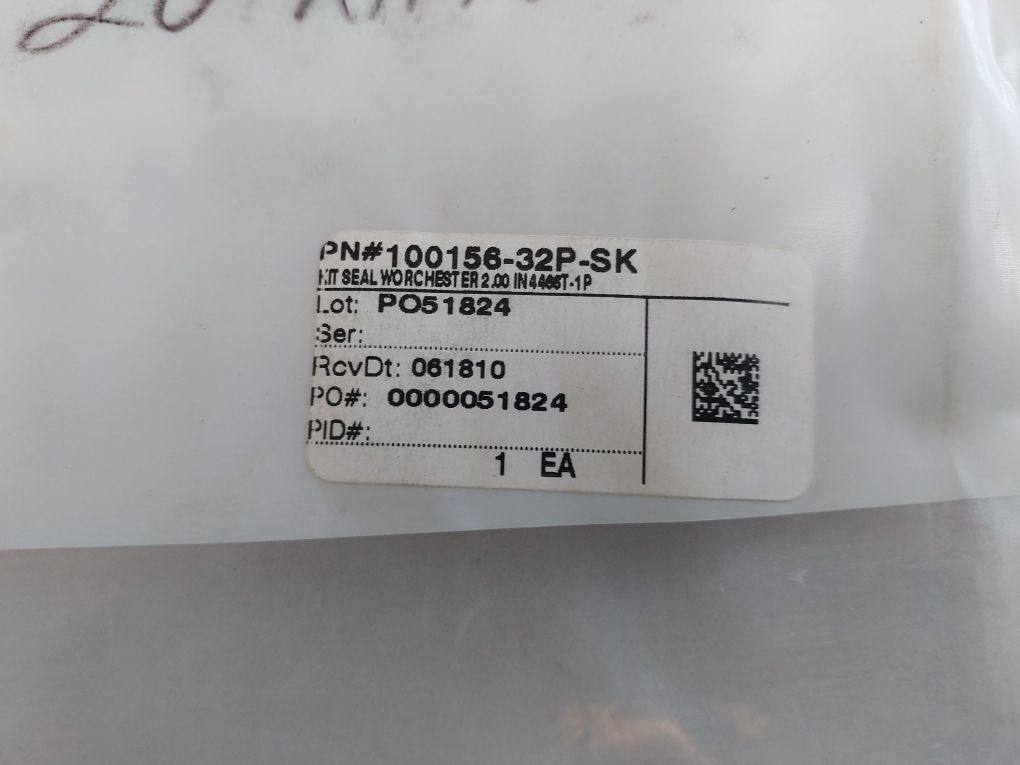 PN#100156-32P-SK
KIT SEAL WORCHESTER 2.00 IN 4466T-1P
Lot: PO51824
Ser:
RcvDt: 061810
PO#: 0000051824
PID#:
1 EA